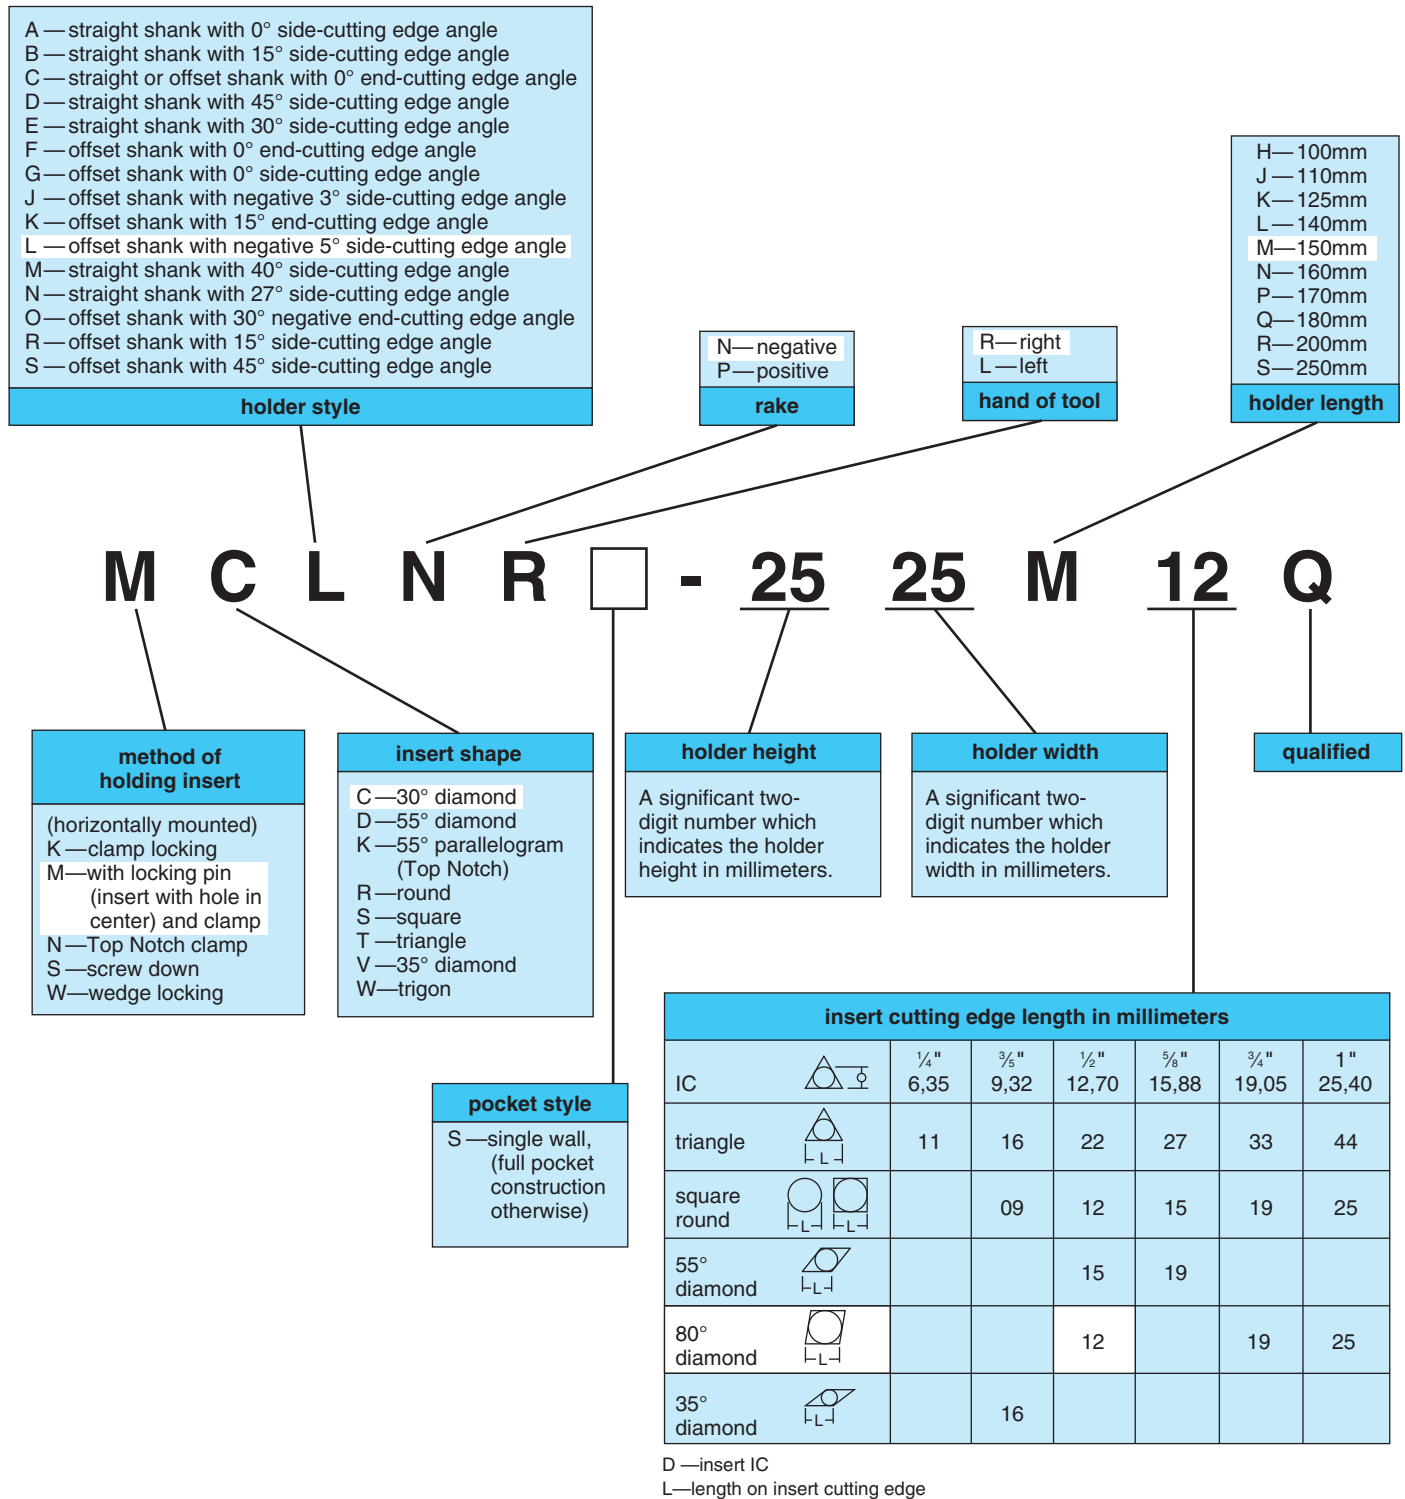 A — straight shank with 0° side-cutting edge angle
B — straight shank with 15° side-cutting edge angle
C — straight or offset shank with 0° end-cutting edge angle
D — straight shank with 45° side-cutting edge angle
E — straight shank with 30° side-cutting edge angle
F — offset shank with 0° end-cutting edge angle
G — offset shank with 0° side-cutting edge angle
J — offset shank with negative 3° side-cutting edge angle
K — offset shank with 15° end-cutting edge angle
L — offset shank with negative 5° side-cutting edge angle
M — straight shank with 40° side-cutting edge angle
N — straight shank with 27° side-cutting edge angle
O — offset shank with 30° negative end-cutting edge angle
R — offset shank with 15° side-cutting edge angle
S — offset shank with 45° side-cutting edge angle
holder style
N— negative
P— positive
rake
R—right
L —left
hand of tool
H—100mm
J —110mm
K—125mm
L —140mm
M—150mm
N—160mm
P—170mm
Q—180mm
R—200mm
S—250mm
holder length
M C L N R - 25 25 M 12 Q
method of
holding insert
(horizontally mounted)
K —clamp locking
M—with locking pin
(insert with hole in
center) and clamp
N —Top Notch clamp
S —screw down
W—wedge locking
insert shape
C—30° diamond
D—55° diamond
K —55° parallelogram
(Top Notch)
R—round
S —square
T —triangle
V —35° diamond
W—trigon
holder height
A significant two-
digit number which
indicates the holder
height in millimeters.
holder width
A significant two-
digit number which
indicates the holder
width in millimeters.
qualified
pocket style
S —single wall,
(full pocket
construction
otherwise)
insert cutting edge length in millimeters
IC ¼" 6,35 ⅗" 9,32 ½" 12,70 ⅝" 15,88 ¾" 19,05 1" 25,40
triangle L 11 16 22 27 33 44
square
round L L 09 12 15 19 25
55°
diamond L 15 19
80°
diamond L 12 19 25
35°
diamond L 16
D —insert IC
L—length on insert cutting edge